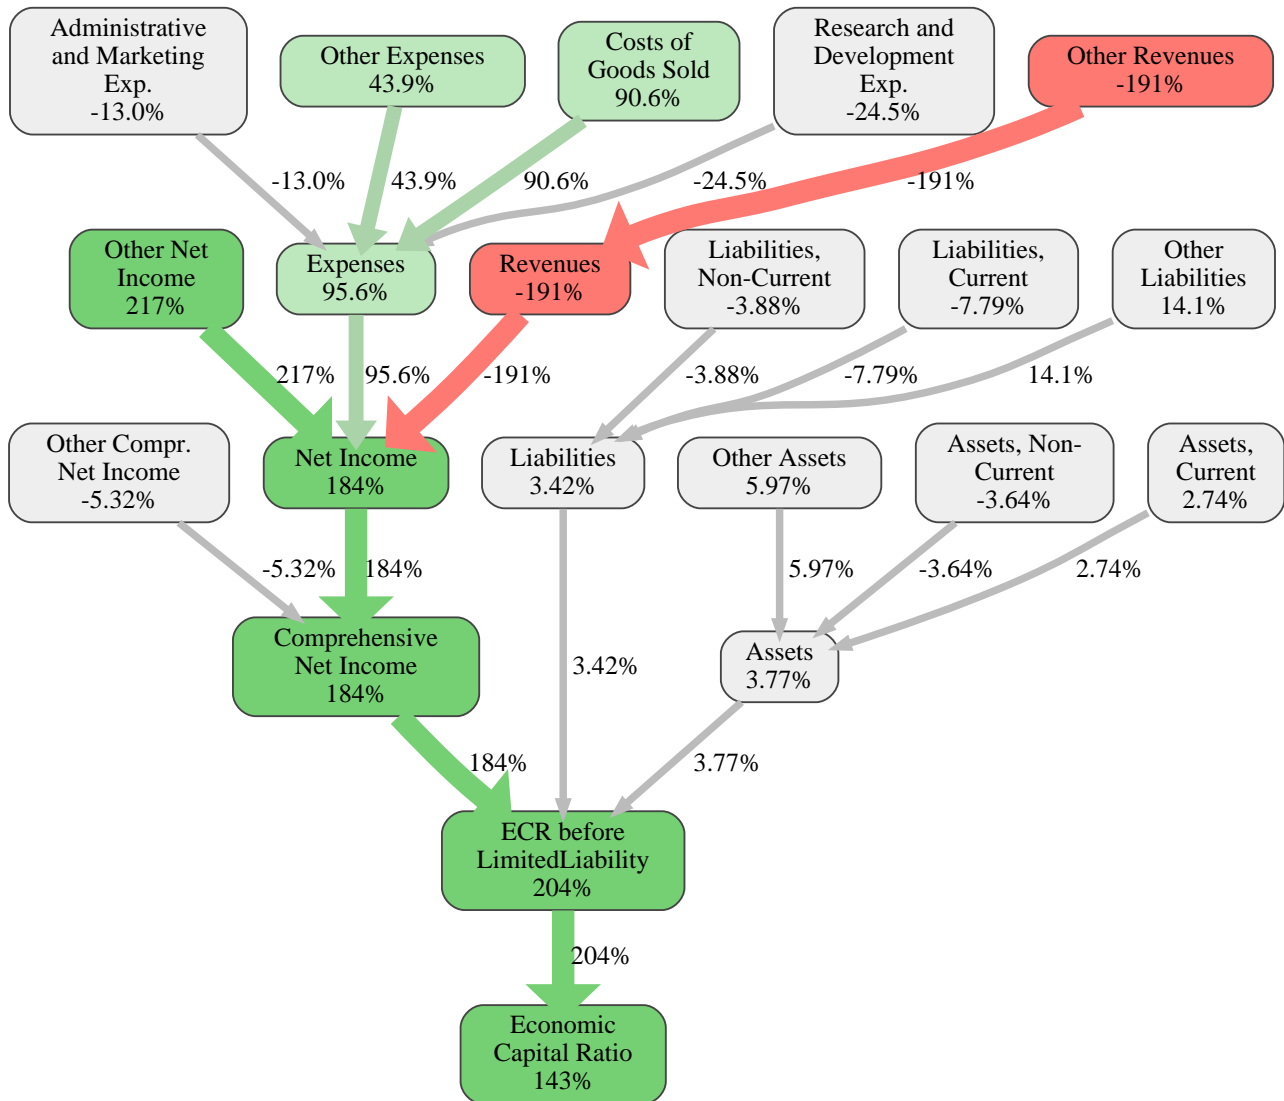 Administrative
and Marketing
Exp.
-13.0%
Other Expenses
43.9%
Costs of
Goods Sold
90.6%
Research and
Development
Exp.
-24.5%
Other Revenues
-191%
-13.0%
43.9%
90.6%
-24.5%
-191%
Other Net
Income
217%
Expenses
95.6%
Revenues
-191%
Liabilities,
Non-Current
-3.88%
Liabilities,
Current
-7.79%
Other
Liabilities
14.1%
217%
95.6%
-191%
-3.88%
-7.79%
14.1%
Other Compr.
Net Income
-5.32%
Net Income
184%
Liabilities
3.42%
Other Assets
5.97%
Assets, Non-
Current
-3.64%
Assets,
Current
2.74%
-5.32%
184%
5.97%
-3.64%
2.74%
Comprehensive
Net Income
184%
3.42%
Assets
3.77%
184%
3.77%
ECR before
LimitedLiability
204%
204%
Economic
Capital Ratio
143%